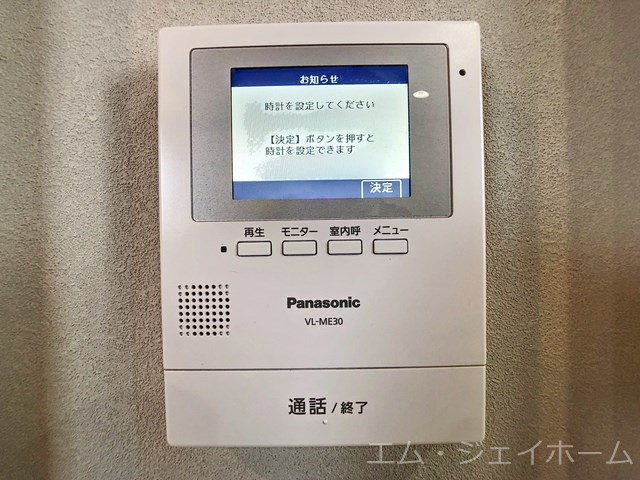 お知らせ
時計を設定してください
【決定】ボタンを押すと
時計を設定できます
決定
再生 モニター 室内呼 メニュー
Panasonic
VL-ME30
通話 / 終了
エム・ジェイホーム